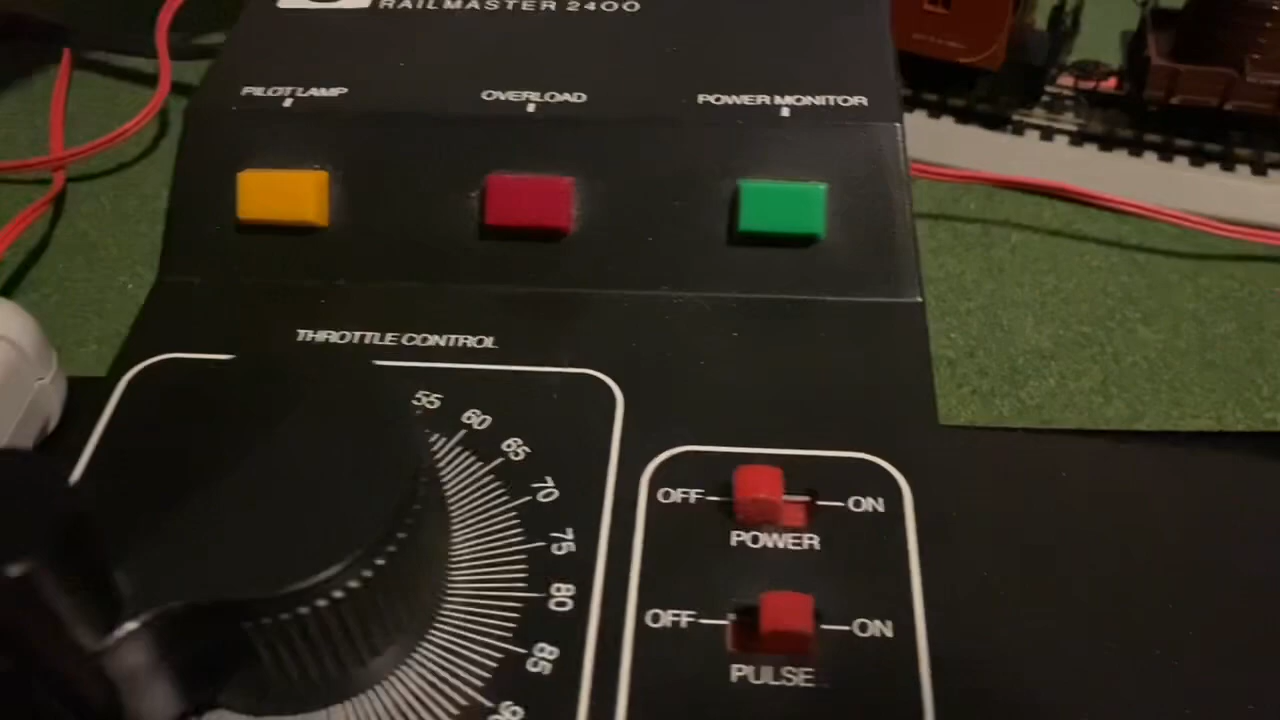 RAILMASTER 2400
PILOT LAMP
OVERLOAD
POWER MONITOR
THROTTLE CONTROL
55
60
65
70
75
80
85
90
OFF
ON
POWER
OFF
ON
PULSE